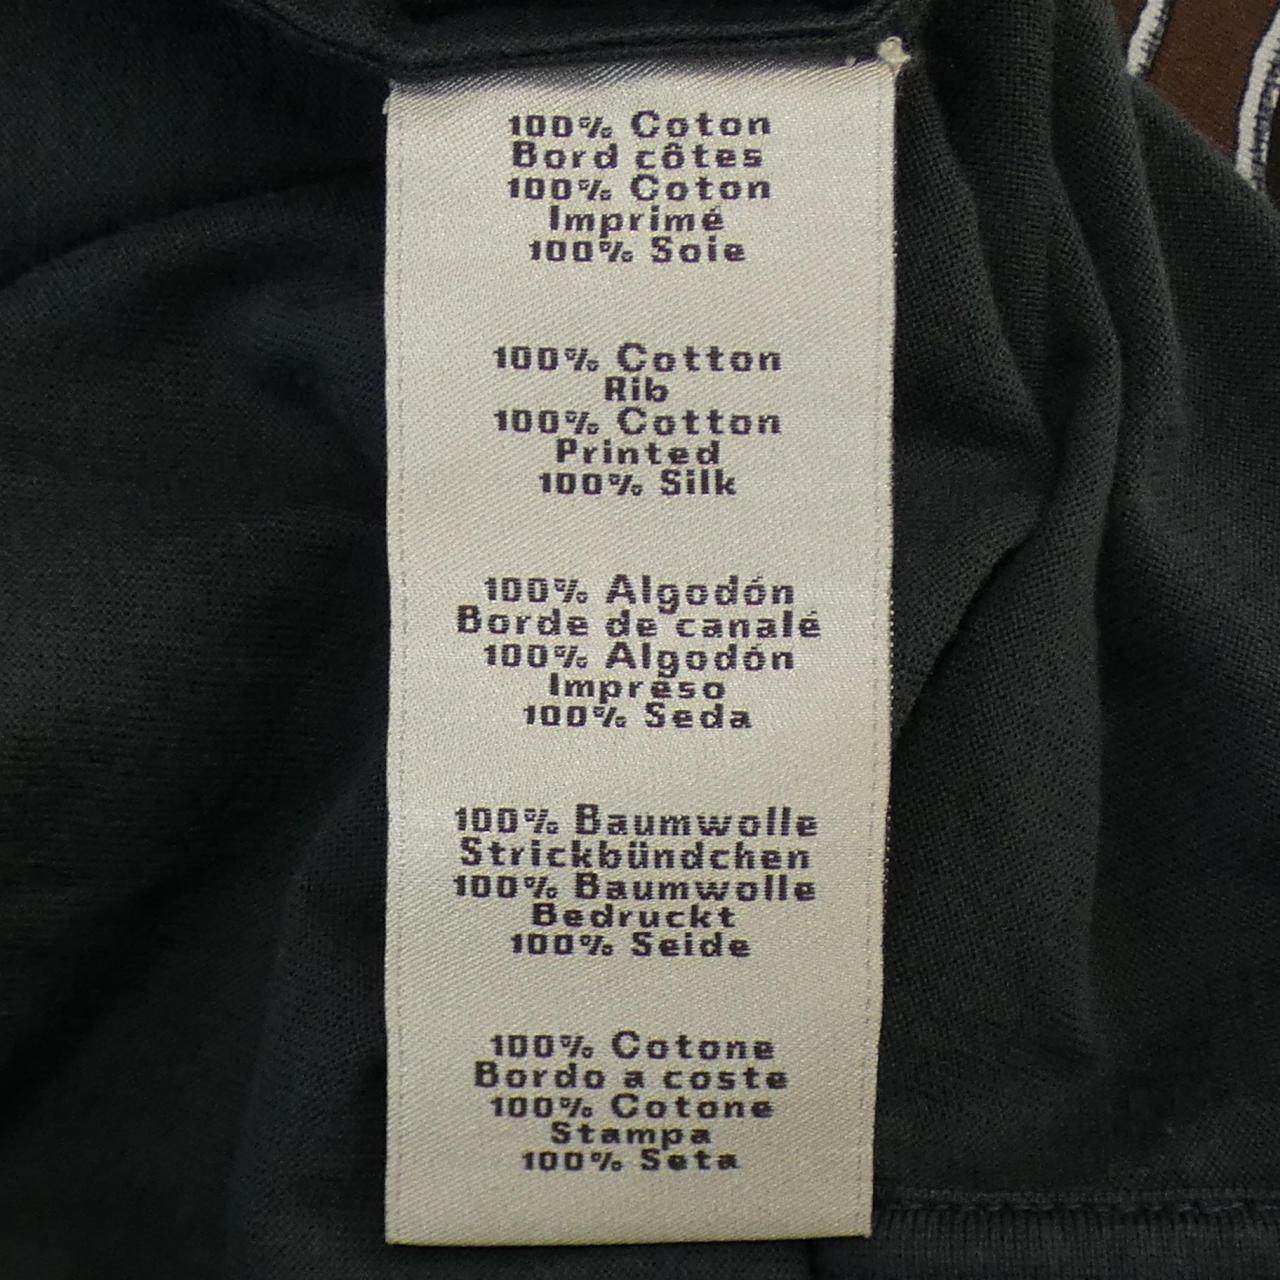 100% Coton
Bord côtes
100% Coton
Imprimé
100% Soie
100% Cotton
Rib
100% Cotton
Printed
100% Silk
100% Algodón
Borde de canalé
100% Algodón
Impreso
100% Seda
100% Baumwolle
Strickbündchen
100% Baumwolle
Bedruckt
100% Seide
100% Cotone
Bordo a coste
100% Cotone
Stampa
100% Seta